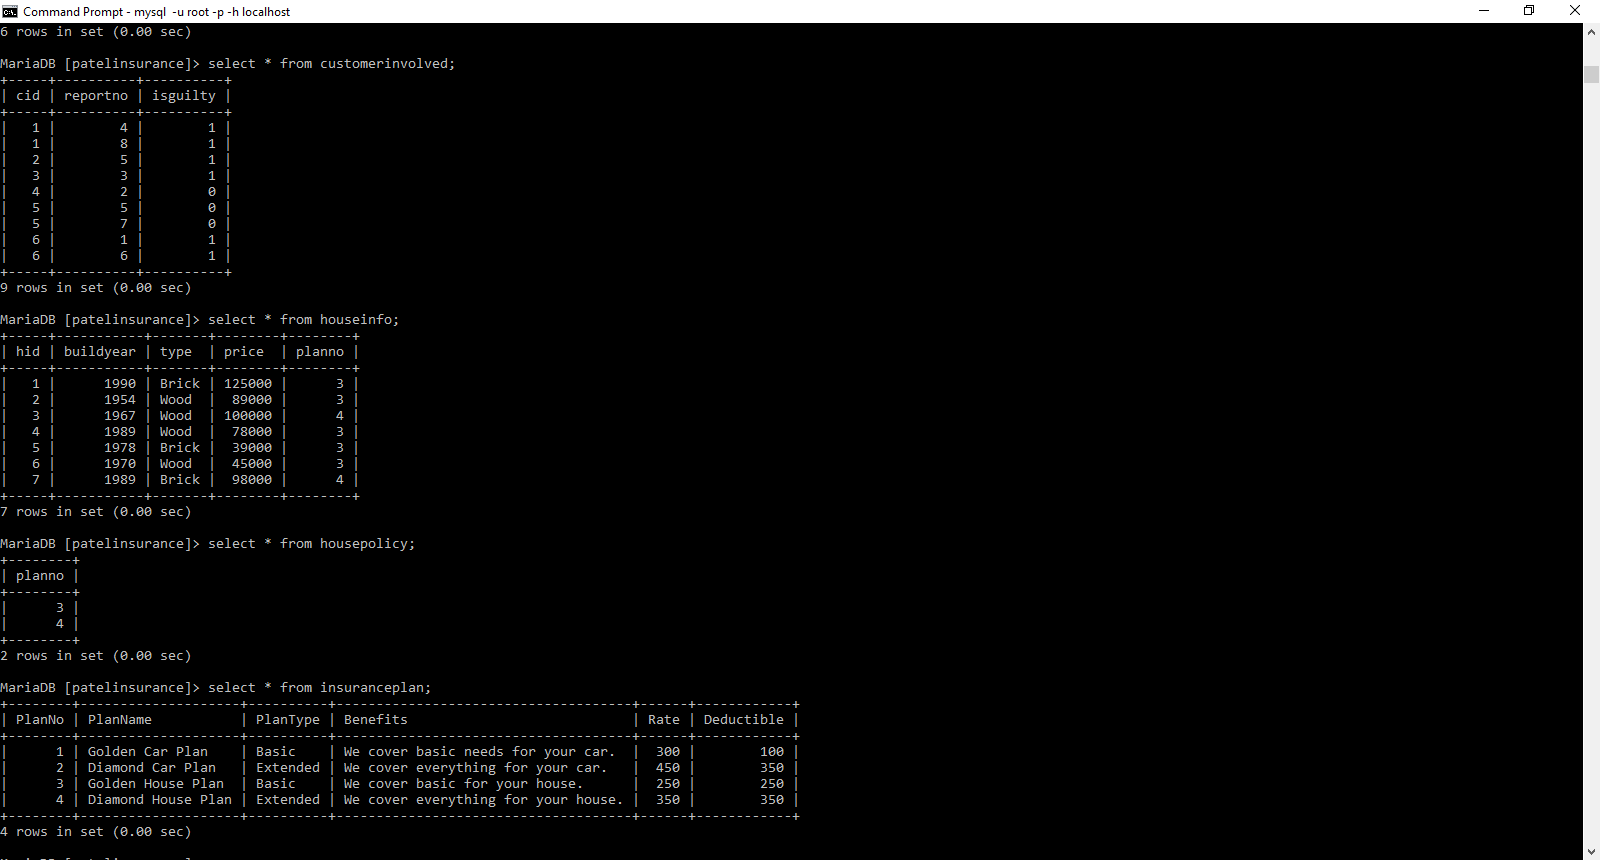 Command Prompt - mysql  -u root -p -h localhost
6 rows in set (0.00 sec)
MariaDB [patelinsurance]> select * from customerinvolved;
+-----+----------+----------+
| cid | reportno | isguilty |
+-----+----------+----------+
|   1 |        4 |        1 |
|   1 |        8 |        1 |
|   2 |        5 |        1 |
|   3 |        3 |        1 |
|   4 |        2 |        0 |
|   5 |        5 |        0 |
|   5 |        7 |        0 |
|   6 |        1 |        1 |
|   6 |        6 |        1 |
+-----+----------+----------+
9 rows in set (0.00 sec)
MariaDB [patelinsurance]> select * from houseinfo;
+-----+-----------+-------+--------+--------+
| hid | buildyear | type  | price  | planno |
+-----+-----------+-------+--------+--------+
|   1 |      1990 | Brick | 125000 |      3 |
|   2 |      1954 | Wood  |  89000 |      3 |
|   3 |      1967 | Wood  | 100000 |      4 |
|   4 |      1989 | Wood  |  78000 |      3 |
|   5 |      1978 | Brick |  39000 |      3 |
|   6 |      1970 | Wood  |  45000 |      3 |
|   7 |      1989 | Brick |  98000 |      4 |
+-----+-----------+-------+--------+--------+
7 rows in set (0.00 sec)
MariaDB [patelinsurance]> select * from housepolicy;
+--------+
| planno |
+--------+
|      3 |
|      4 |
+--------+
2 rows in set (0.00 sec)
MariaDB [patelinsurance]> select * from insuranceplan;
+--------+--------------------+----------+-------------------------------------+------+------------+
| PlanNo | PlanName           | PlanType | Benefits                            | Rate | Deductible |
+--------+--------------------+----------+-------------------------------------+------+------------+
|      1 | Golden Car Plan    | Basic    | We cover basic needs for your car.  |  300 |        100 |
|      2 | Diamond Car Plan   | Extended | We cover everything for your car.   |  450 |        350 |
|      3 | Golden House Plan  | Basic    | We cover basic for your house.      |  250 |        250 |
|      4 | Diamond House Plan | Extended | We cover everything for your house. |  350 |        350 |
+--------+--------------------+----------+-------------------------------------+------+------------+
4 rows in set (0.00 sec)